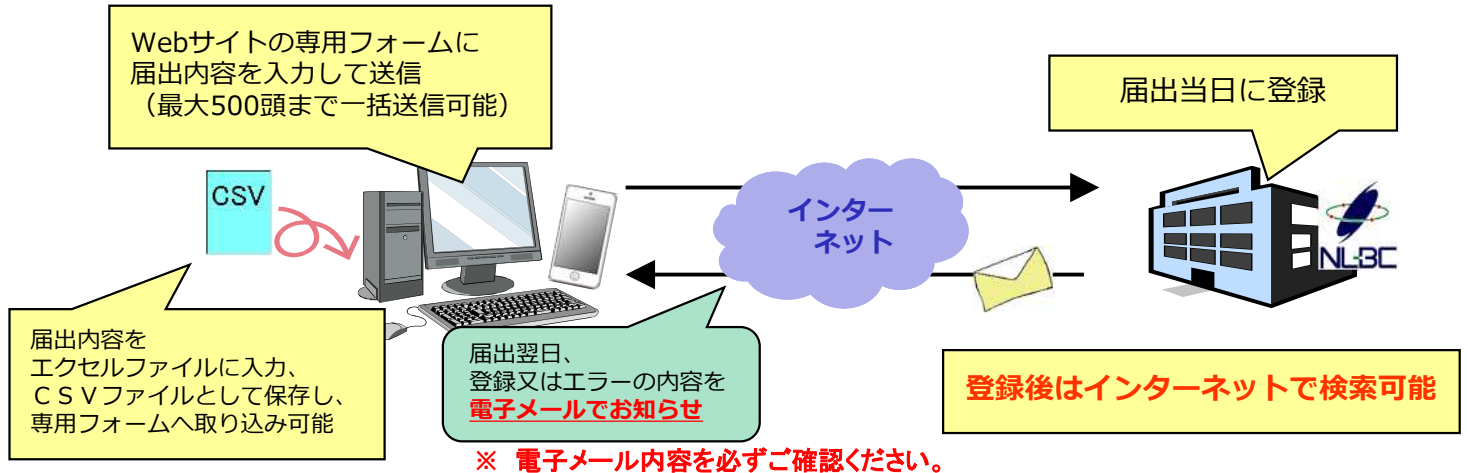 Webサイトの専用フォームに
届出内容を入力して送信
（最大500頭まで一括送信可能）
届出当日に登録
CSV
インター
ネット
NLBC
届出内容を
エクセルファイルに入力、
ＣＳＶファイルとして保存し、
専用フォームへ取り込み可能
届出翌日、
登録又はエラーの内容を
電子メールでお知らせ
登録後はインターネットで検索可能
※ 電子メール内容を必ずご確認ください。